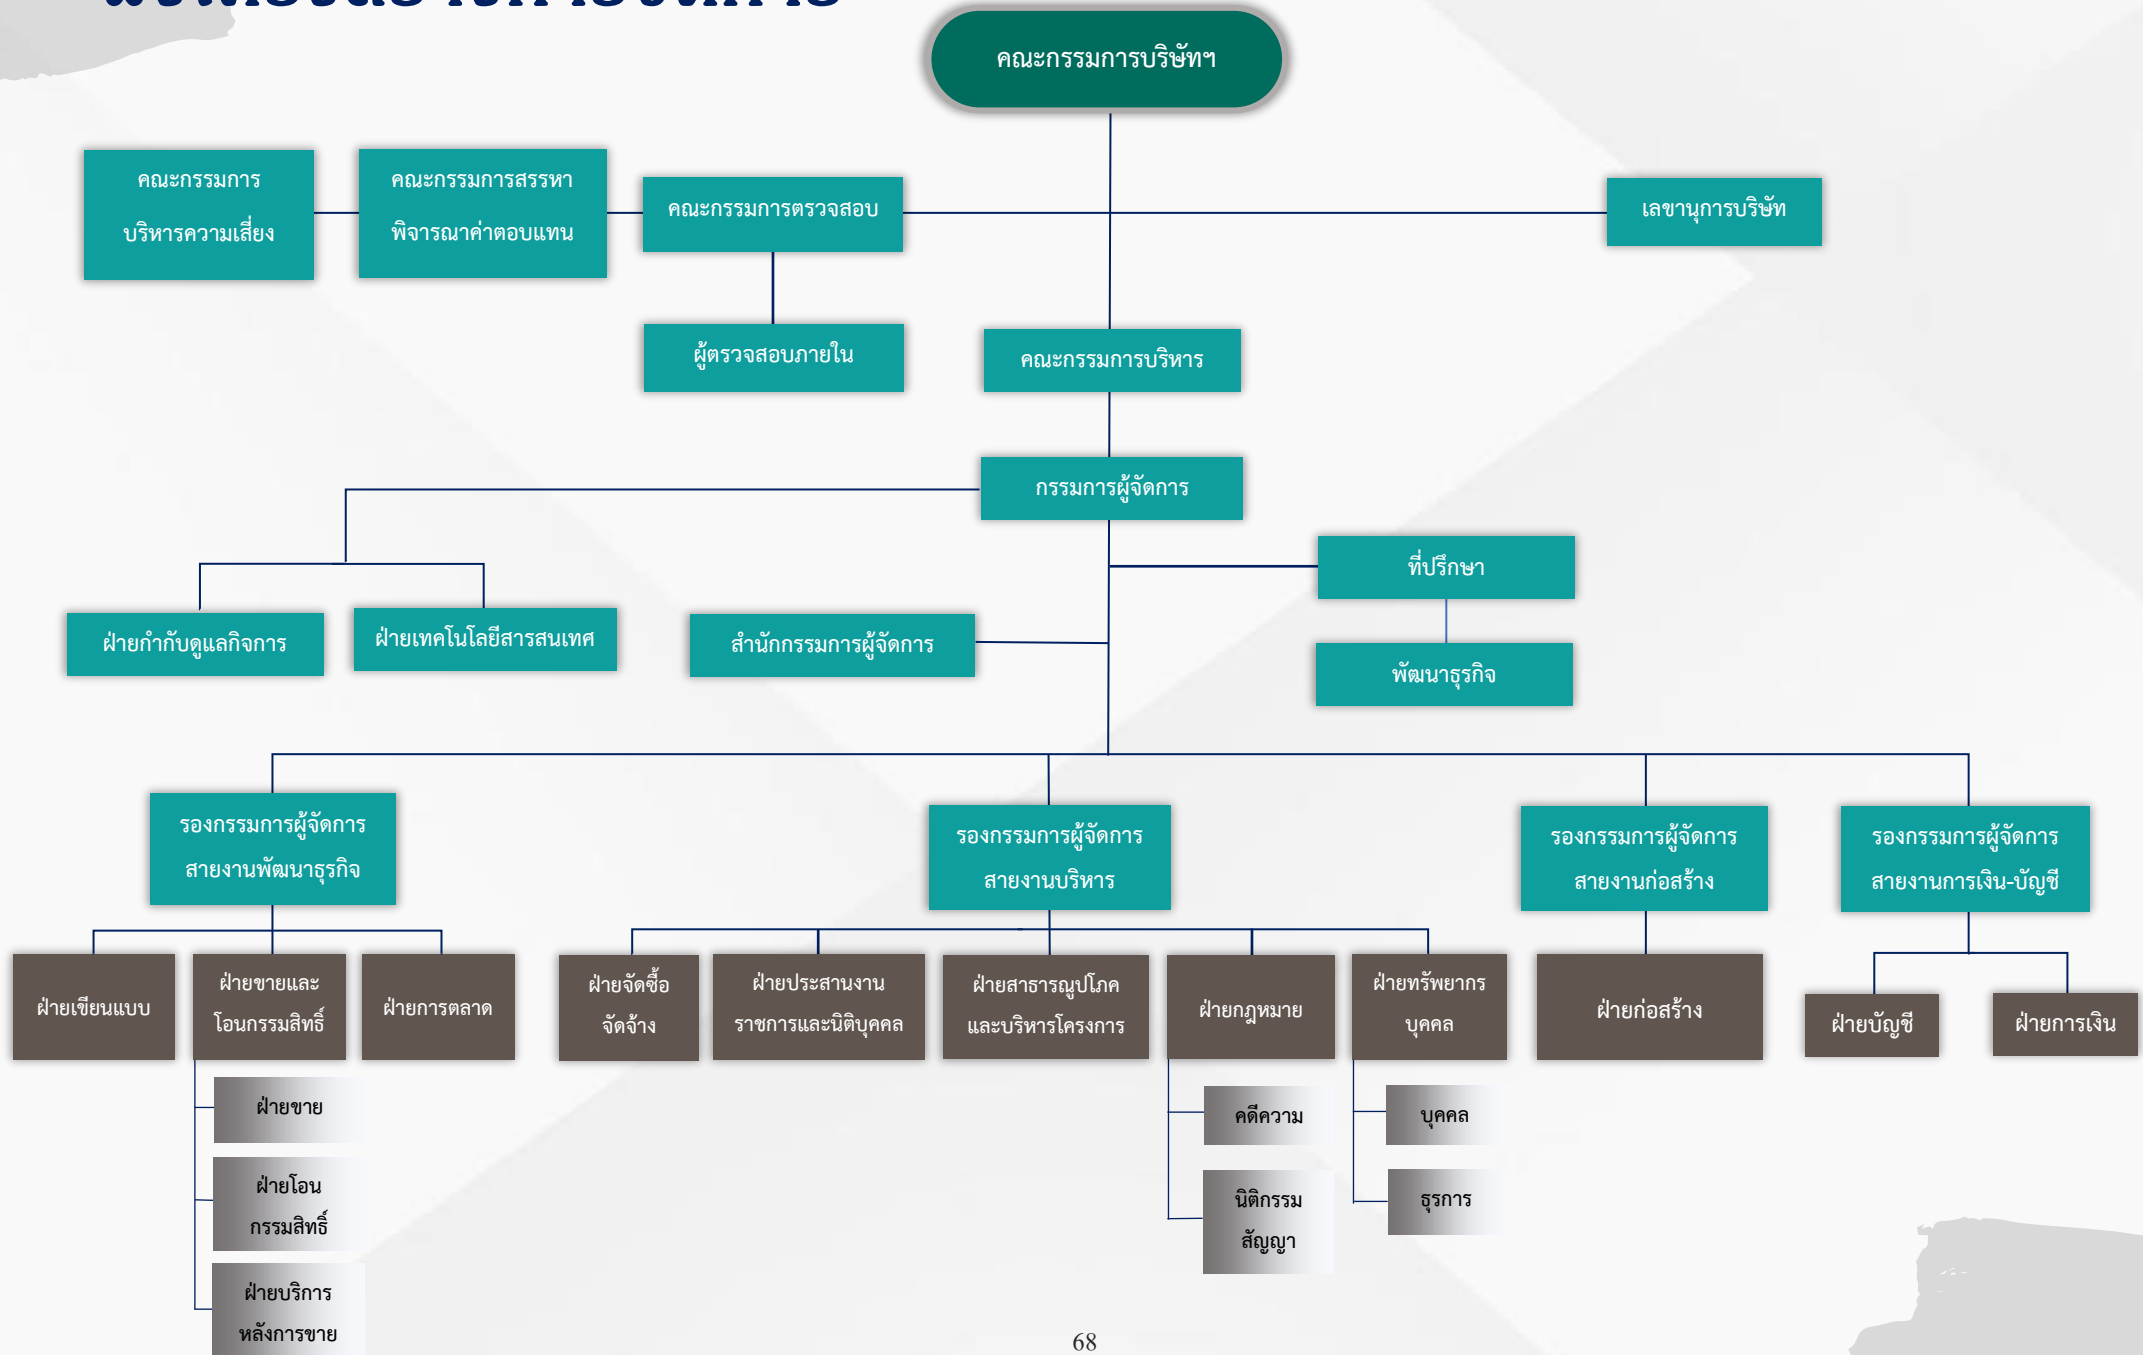 คณะกรรมการบริษัทฯ
คณะกรรมการ
บริหารความเสี่ยง
คณะกรรมการสรรหา
พิจารณาค่าตอบแทน
คณะกรรมการตรวจสอบ
เลขานุการบริษัท
ผู้ตรวจสอบภายใน
คณะกรรมการบริหาร
กรรมการผู้จัดการ
ที่ปรึกษา
ฝ่ายกำกับดูแลกิจการ
ฝ่ายเทคโนโลยีสารสนเทศ
สำนักกรรมการผู้จัดการ
พัฒนาธุรกิจ
รองกรรมการผู้จัดการ
สายงานพัฒนาธุรกิจ
รองกรรมการผู้จัดการ
สายงานบริหาร
รองกรรมการผู้จัดการ
สายงานก่อสร้าง
รองกรรมการผู้จัดการ
สายงานการเงิน-บัญชี
ฝ่ายเขียนแบบ
ฝ่ายขายและ
โอนกรรมสิทธิ์
ฝ่ายการตลาด
ฝ่ายจัดซื้อ
จัดจ้าง
ฝ่ายประสานงาน
ราชการและนิติบุคคล
ฝ่ายสาธารณูปโภค
และบริหารโครงการ
ฝ่ายกฎหมาย
ฝ่ายทรัพยากร
บุคคล
ฝ่ายก่อสร้าง
ฝ่ายบัญชี
ฝ่ายการเงิน
ฝ่ายขาย
ฝ่ายโอน
กรรมสิทธิ์
ฝ่ายบริการ
หลังการขาย
คดีความ
นิติกรรม
สัญญา
บุคคล
ธุรการ
68